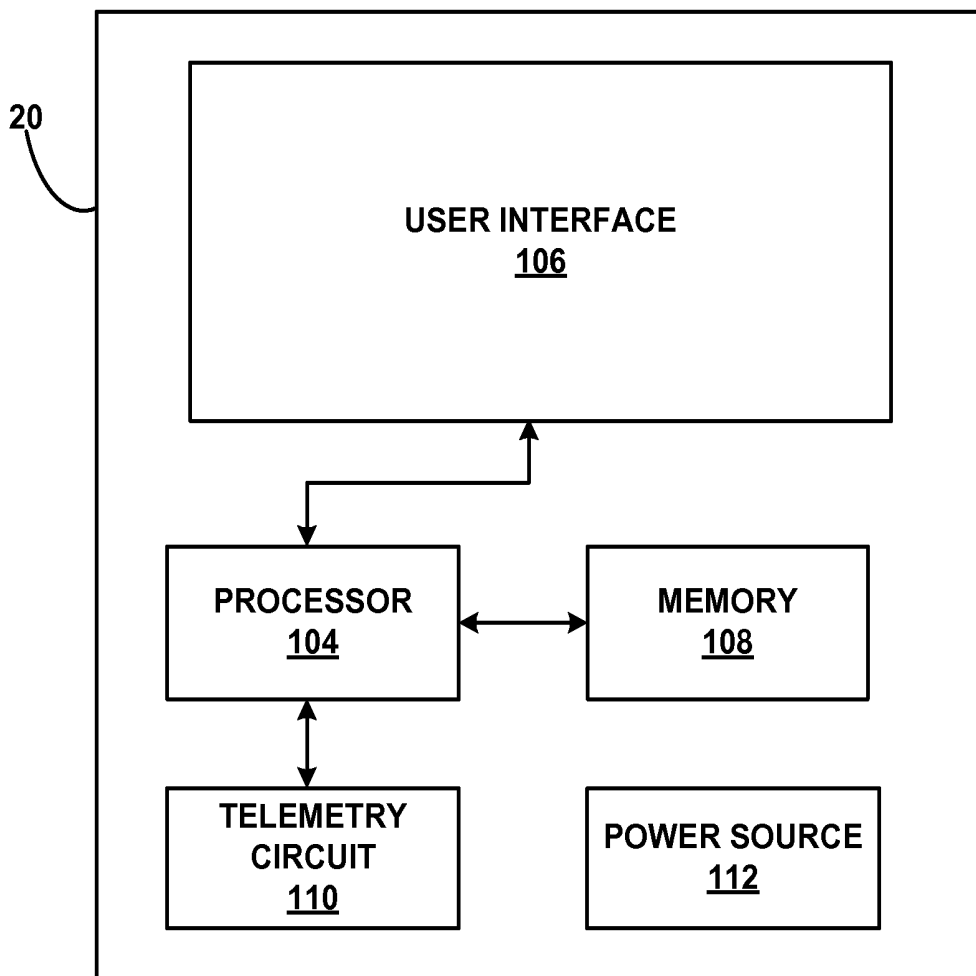 20
USER INTERFACE
106
PROCESSOR
104
MEMORY
108
TELEMETRY
CIRCUIT
110
POWER SOURCE
112